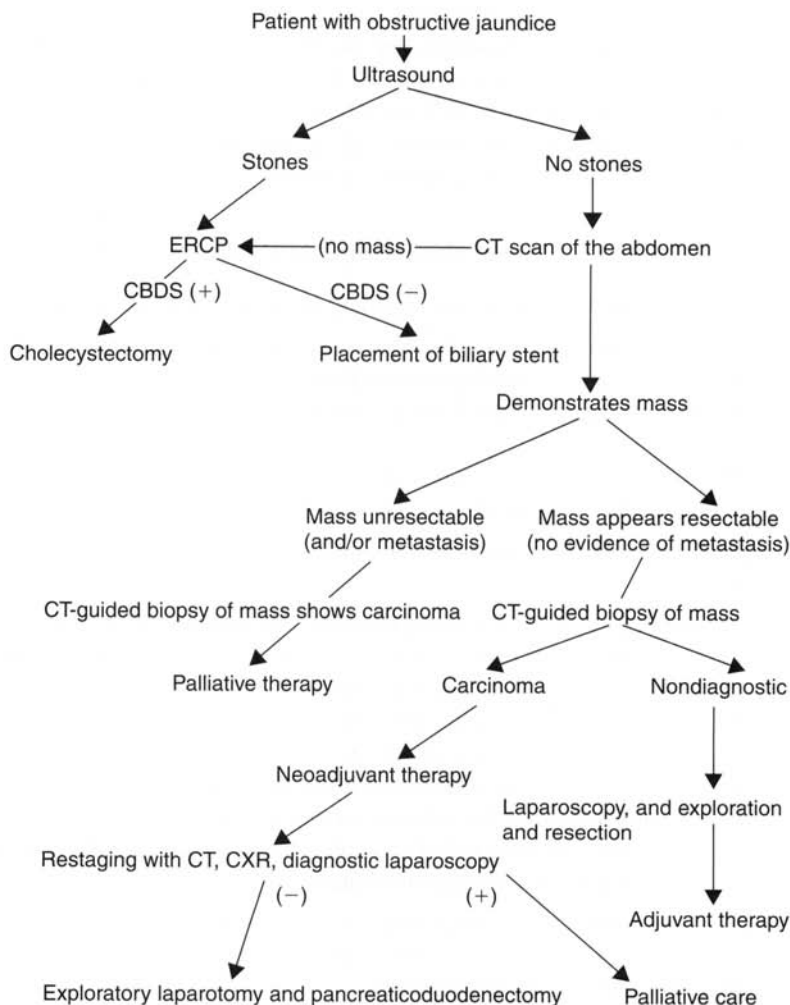 Patient with obstructive jaundice
Ultrasound
Stones
No stones
ERCP
(no mass)
CT scan of the abdomen
CBDS (+)
CBDS (−)
Cholecystectomy
Placement of biliary stent
Demonstrates mass
Mass unresectable
(and/or metastasis)
Mass appears resectable
(no evidence of metastasis)
CT-guided biopsy of mass shows carcinoma
CT-guided biopsy of mass
Palliative therapy
Carcinoma
Nondiagnostic
Neoadjuvant therapy
Laparoscopy, and exploration
and resection
Restaging with CT, CXR, diagnostic laparoscopy
(−)
(+)
Adjuvant therapy
Exploratory laparotomy and pancreaticoduodenectomy
Palliative care